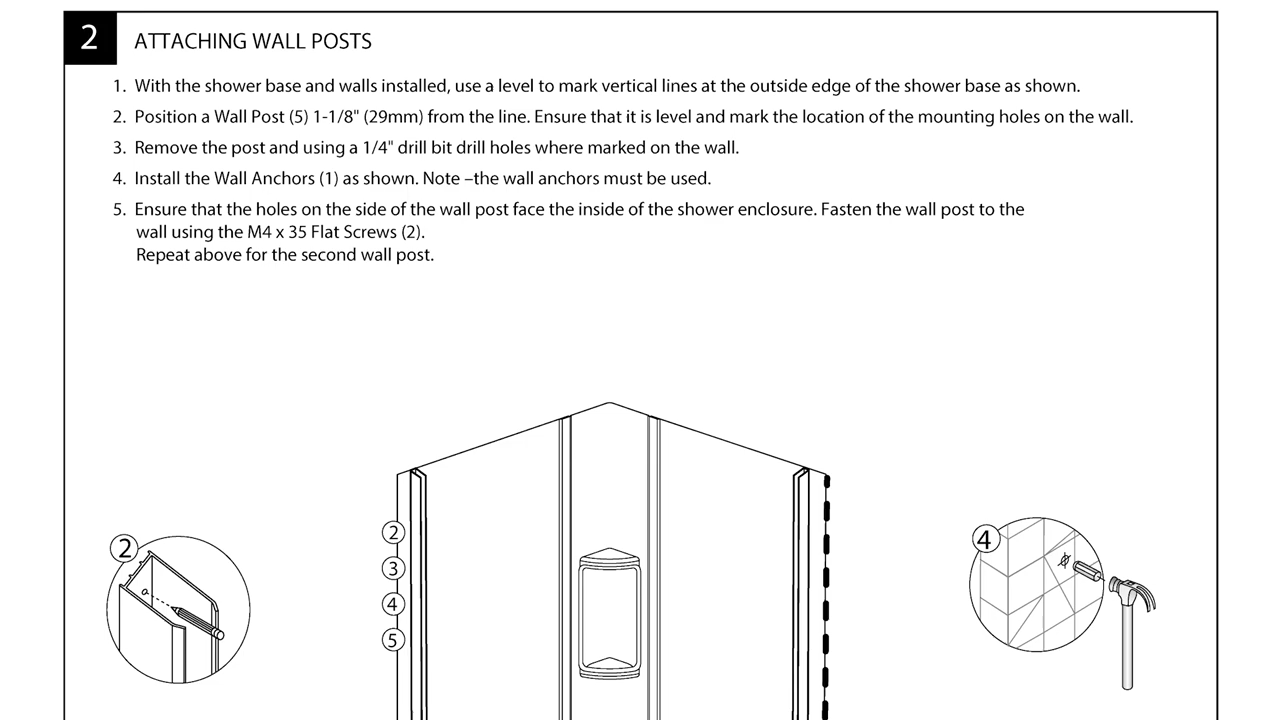 2 ATTACHING WALL POSTS
1. With the shower base and walls installed, use a level to mark vertical lines at the outside edge of the shower base as shown.
2. Position a Wall Post (5) 1-1/8" (29mm) from the line. Ensure that it is level and mark the location of the mounting holes on the wall.
3. Remove the post and using a 1/4" drill bit drill holes where marked on the wall.
4. Install the Wall Anchors (1) as shown. Note –the wall anchors must be used.
5. Ensure that the holes on the side of the wall post face the inside of the shower enclosure. Fasten the wall post to the
wall using the M4 x 35 Flat Screws (2).
Repeat above for the second wall post.
2
2
3
4
5
4